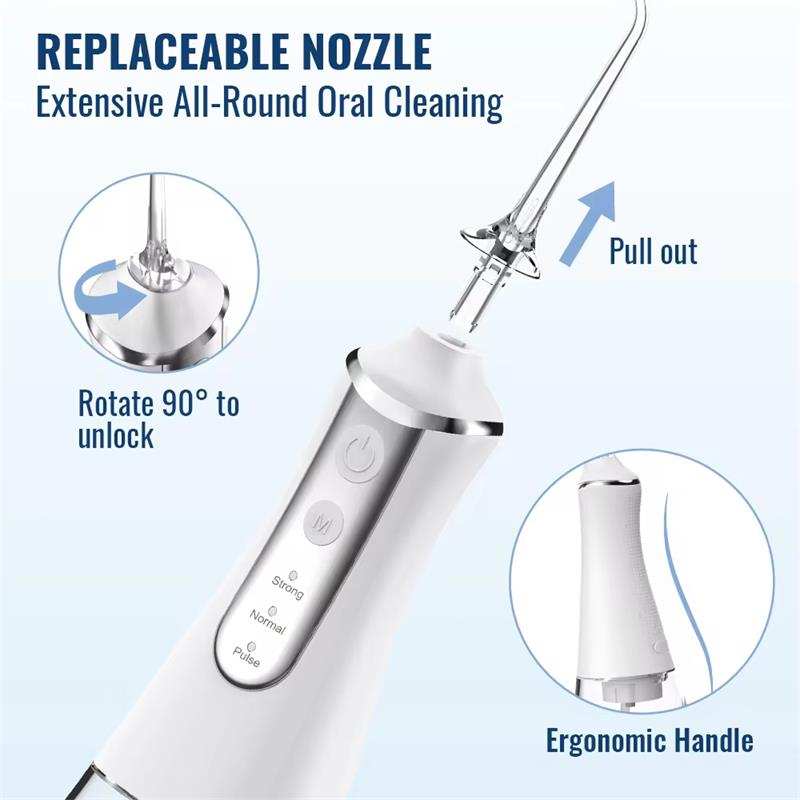 REPLACEABLE NOZZLE
Extensive All-Round Oral Cleaning
Pull out
Rotate 90° to
unlock
M
Strong
Normal
Pulse
Ergonomic Handle